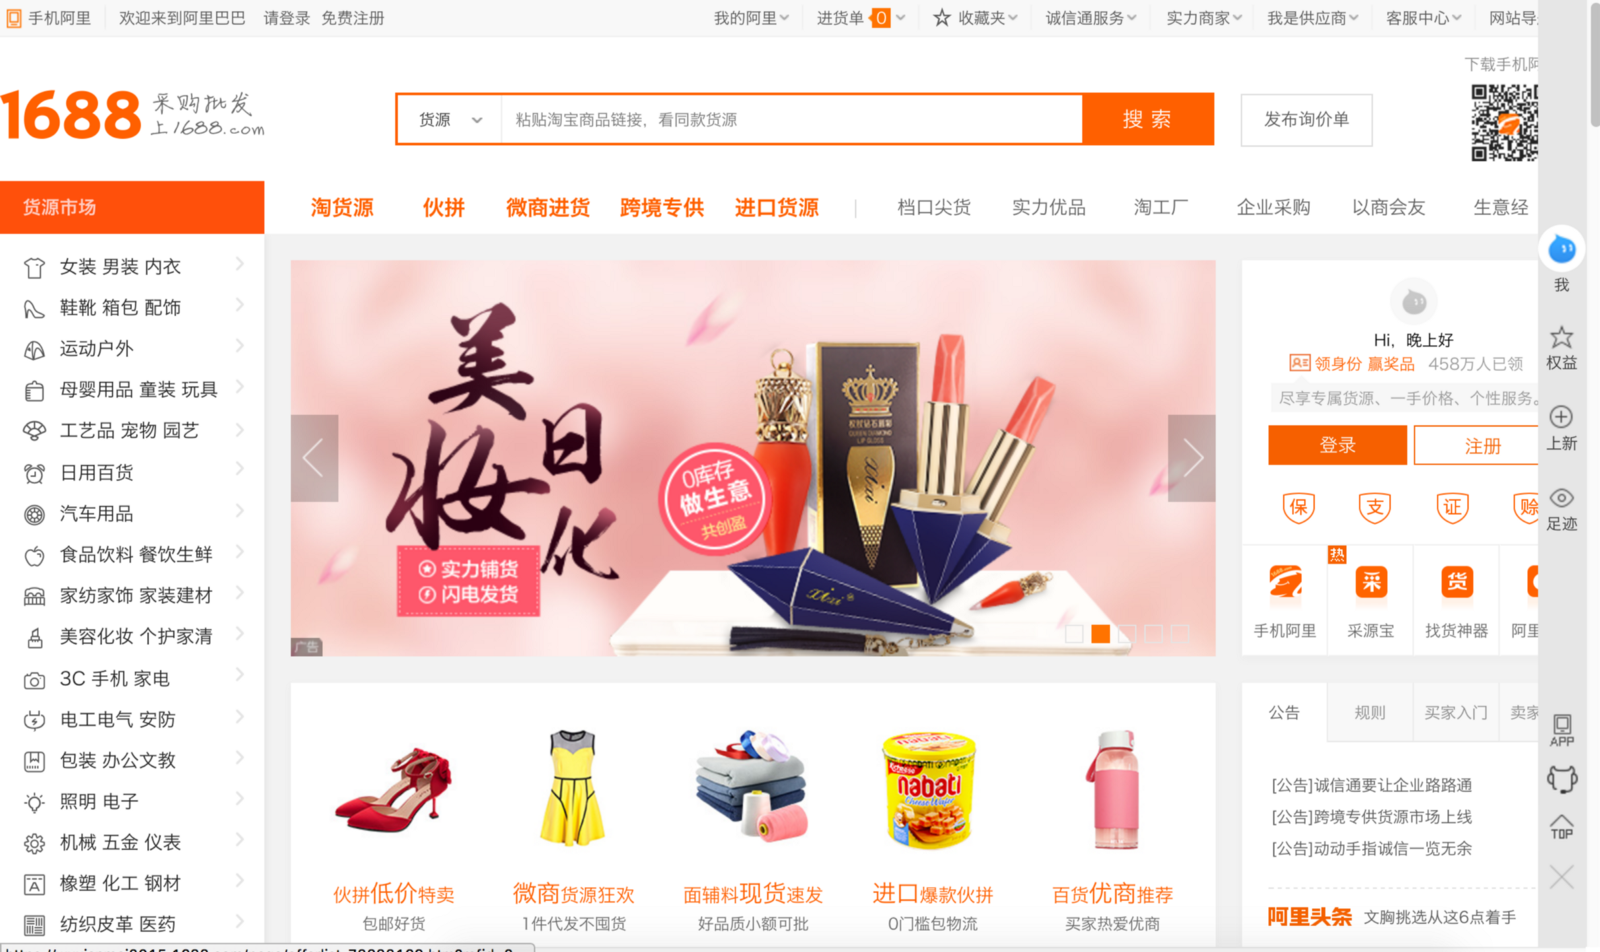 手机阿里 欢迎来到阿里巴巴 请登录 免费注册 我的阿里 进货单 0 收藏夹 诚信通服务 实力商家 我是供应商 客服中心 网站导
下载手机阿
1688 采购批发
上1688.com
货源 粘贴淘宝商品链接，看同款货源 搜索 发布询价单
货源市场 淘货源 伙拼 微商进货 跨境专供 进口货源 档口尖货 实力优品 淘工厂 企业采购 以商会友 生意经
女装 男装 内衣
鞋靴 箱包 配饰
运动户外
母婴用品 童装 玩具
工艺品 宠物 园艺
日用百货
汽车用品
食品饮料 餐饮生鲜
家纺家饰 家装建材
美容化妆 个护家清
3C 手机 家电
电工电气 安防
包装 办公文教
照明 电子
机械 五金 仪表
橡塑 化工 钢材
纺织皮革 医药
美妆日化
实力铺货
闪电发货
0库存
做生意
共创盈
QUEEN DIAMOND
LIP GLOSS
Xixi
xixi
广告
Hi，晚上好
领身份 赢奖品 458万人已领
尽享专属货源、一手价格、个性服务。
登录 注册
保 支 证 赊
热
采 货
手机阿里 采源宝 找货神器 阿里
我
权益
上新
足迹
APP
TOP
nabati
nabati
Cheese Wafer
伙拼低价特卖
包邮好货
微商货源狂欢
1件代发不囤货
面辅料现货速发
好品质小额可批
进口爆款伙拼
0门槛包物流
百货优商推荐
买家热爱优商
公告 规则 买家入门 卖家
[公告]诚信通要让企业路路通
[公告]跨境专供货源市场上线
[公告]动动手指诚信一览无余
阿里头条 文胸挑选从这6点着手